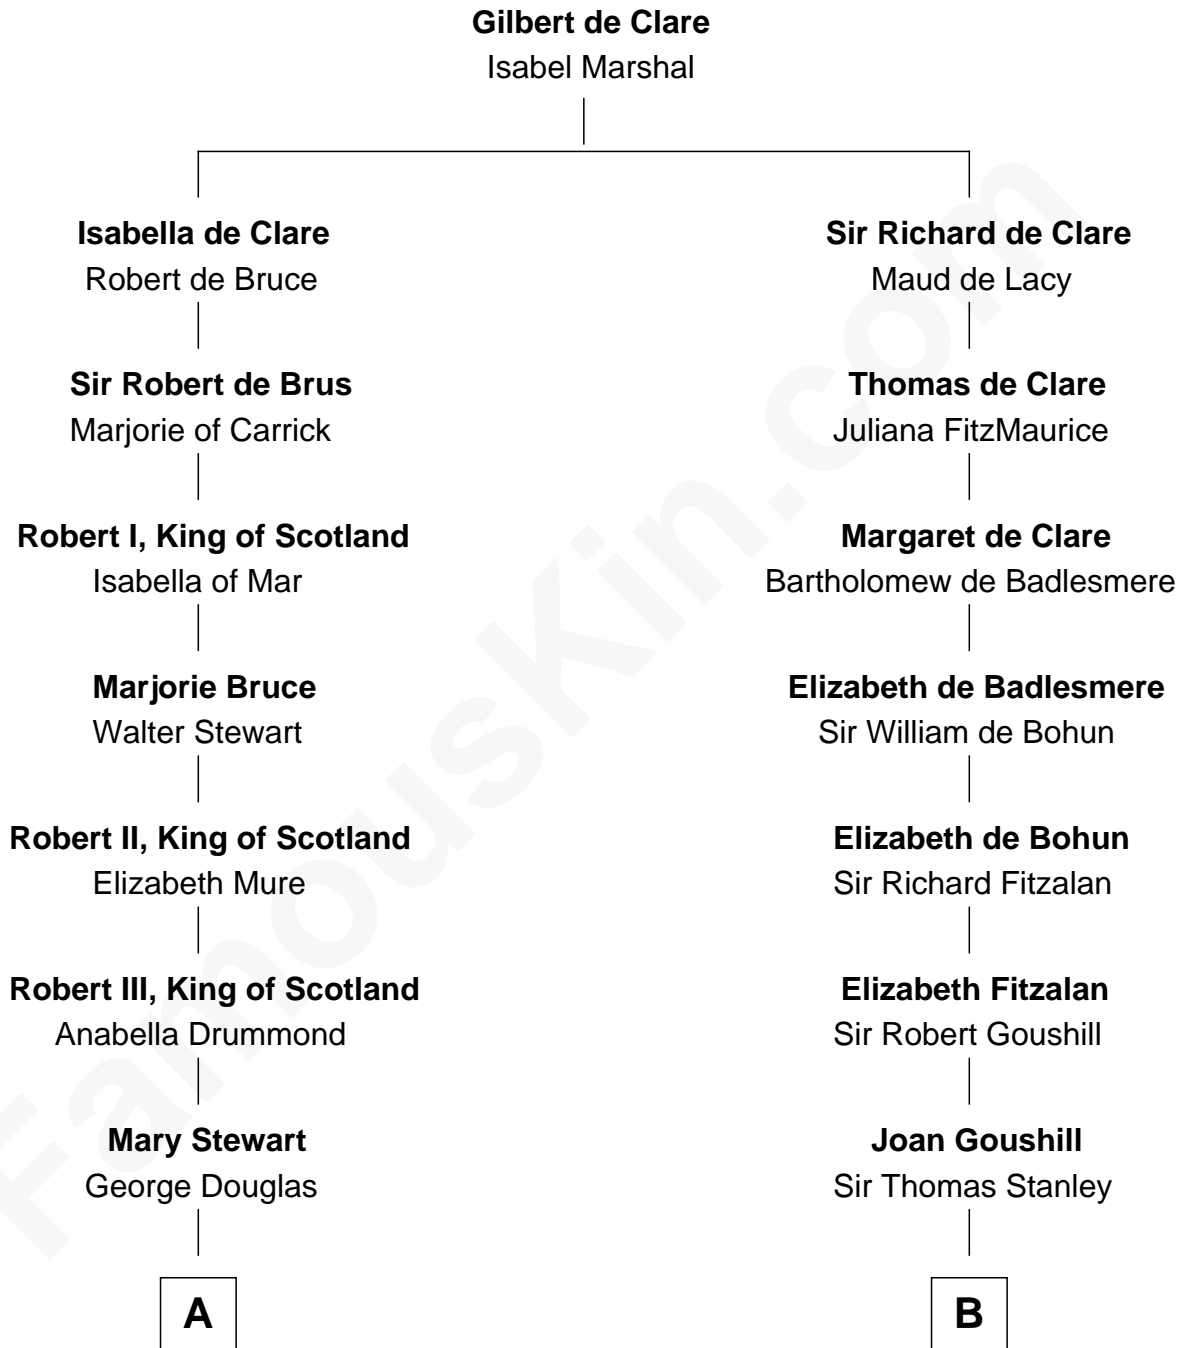 Gilbert de Clare
Isabel Marshal
Isabella de Clare
Robert de Bruce
Sir Richard de Clare
Maud de Lacy
Sir Robert de Brus
Marjorie of Carrick
Thomas de Clare
Juliana FitzMaurice
Robert I, King of Scotland
Isabella of Mar
Margaret de Clare
Bartholomew de Badlesmere
Marjorie Bruce
Walter Stewart
Elizabeth de Badlesmere
Sir William de Bohun
Robert II, King of Scotland
Elizabeth Mure
Elizabeth de Bohun
Sir Richard Fitzalan
Robert III, King of Scotland
Anabella Drummond
Elizabeth Fitzalan
Sir Robert Goushill
Mary Stewart
George Douglas
Joan Goushill
Sir Thomas Stanley
A
B
FamousKin.com